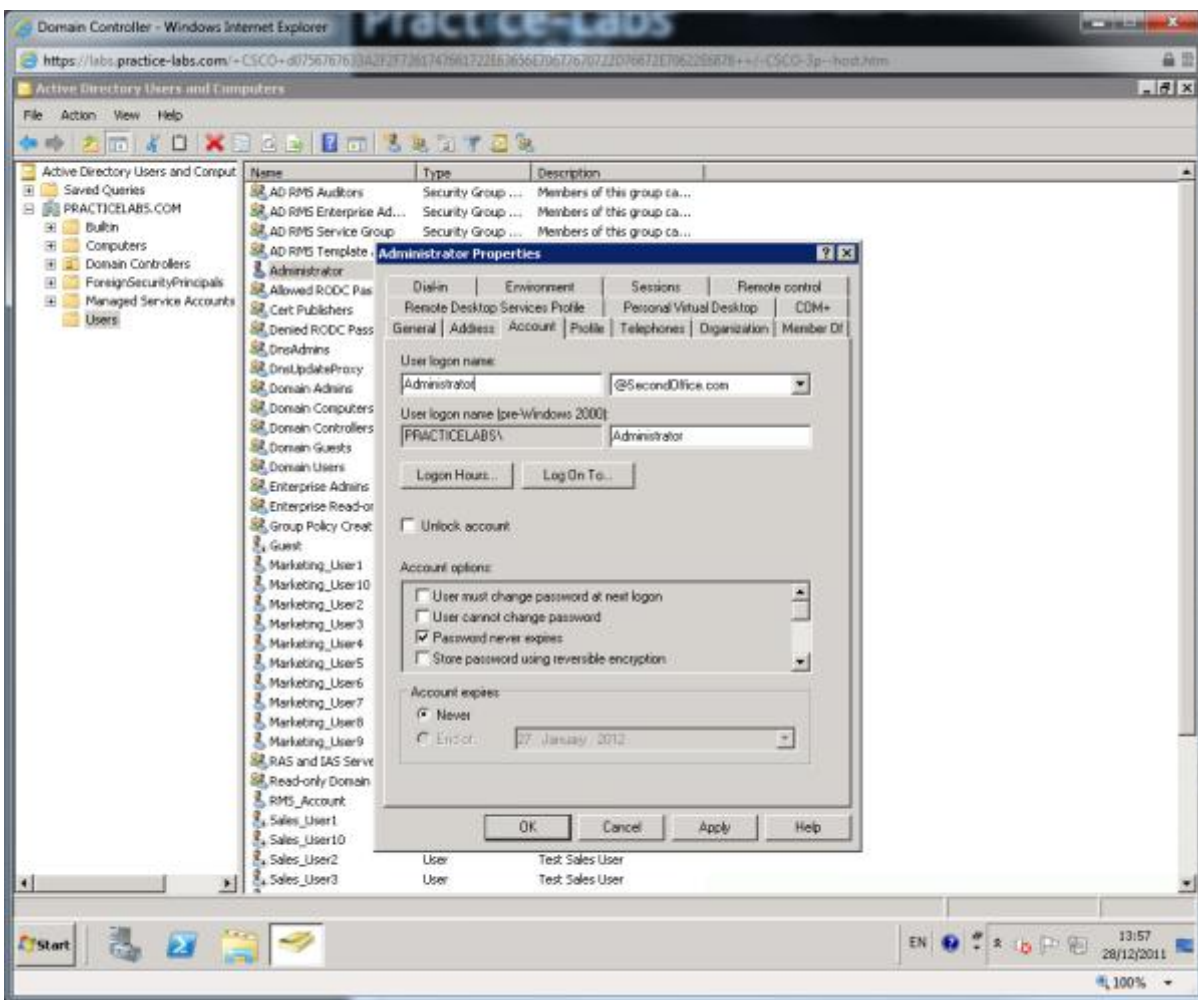 Practice-Labs
Domain Controller - Windows Internet Explorer
Active Directory Users and Computers
File Action View Help
Active Directory Users and Comput
Saved Queries
PRACTICELABS.COM
Builtin
Computers
Domain Controllers
ForeignSecurityPrincipals
Managed Service Accounts
Users
Name Type Description
AD RMS Auditors Security Group ... Members of this group ca...
AD RMS Enterprise Ad... Security Group ... Members of this group ca...
AD RMS Service Group Security Group ... Members of this group ca...
AD RMS Template
Administrator
Allowed RODC Pas
Cert Publishers
Denied RODC Pass
DnsAdmins
DnsUpdateProxy
Domain Admins
Domain Computers
Domain Controllers
Domain Guests
Domain Users
Enterprise Admins
Enterprise Read-or
Group Policy Creat
Guest
Marketing_User1
Marketing_User10
Marketing_User2
Marketing_User3
Marketing_User4
Marketing_User5
Marketing_User6
Marketing_User7
Marketing_User8
Marketing_User9
RAS and IAS Serve
Read-only Domain
RMS_Account
Sales_User1
Sales_User10
Sales_User2 User Test Sales User
Sales_User3 User Test Sales User
Administrator Properties
Dial-in Environment Sessions Remote control
Remote Desktop Services Profile Personal Virtual Desktop COM+
General Address Account Profile Telephones Organization Member Of
User logon name:
Administrator @SecondOffice.com
User logon name (pre-Windows 2000):
PRACTICELABS\ Administrator
Logon Hours... Log On To...
Unlock account
Account options:
User must change password at next logon
User cannot change password
Password never expires
Store password using reversible encryption
Account expires
Never
End of: 27 January 2012
OK Cancel Apply Help
Start EN 13:57
28/12/2011
100%